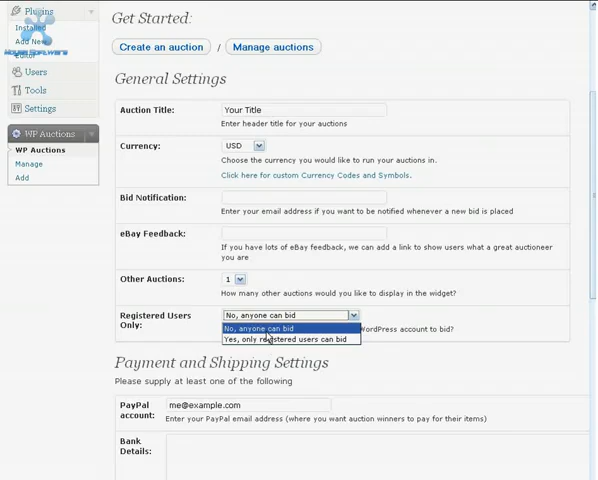 Plugins
Installed
Add New
Editor
House Software
Users
Tools
Settings
WP Auctions
WP Auctions
Manage
Add
Get Started:
Create an auction / Manage auctions
General Settings
Auction Title: Your Title
Enter header title for your auctions
Currency: USD
Choose the currency you would like to run your auctions in.
Click here for custom Currency Codes and Symbols.
Bid Notification:
Enter your email address if you want to be notified whenever a new bid is placed
eBay Feedback:
If you have lots of eBay feedback, we can add a link to show users what a great auctioneer
you are
Other Auctions: 1
How many other auctions would you like to display in the widget?
Registered Users
Only:
No, anyone can bid
No, anyone can bid
WordPress account to bid?
Yes, only registered users can bid
Payment and Shipping Settings
Please supply at least one of the following
PayPal
account:
me@example.com
Enter your PayPal email address (where you want auction winners to pay for their items)
Bank
Details: